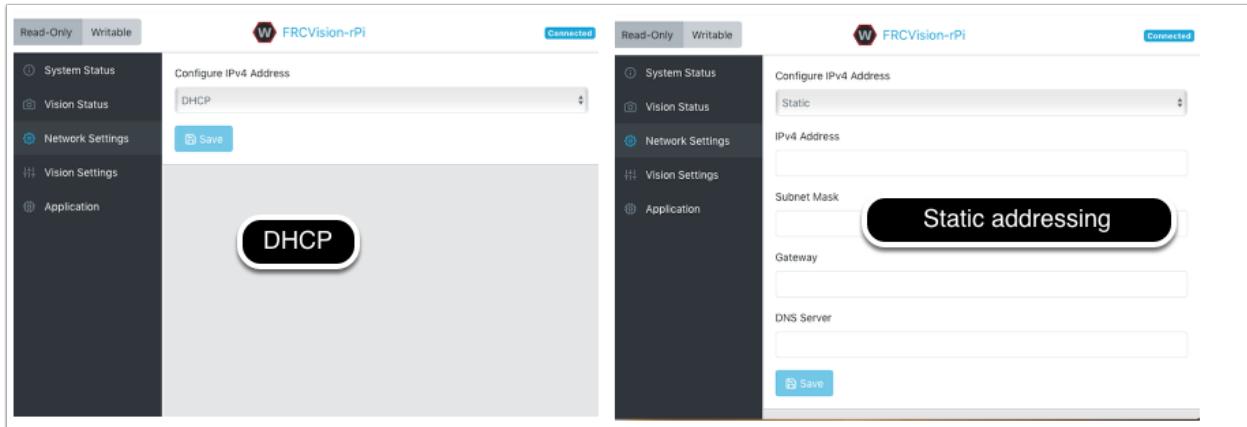 Read-Only Writable
W FRCVision-rPi
Connected
System Status
Vision Status
Network Settings
Vision Settings
Application
Configure IPv4 Address
DHCP
Save
DHCP
Read-Only Writable
W FRCVision-rPi
Connected
System Status
Vision Status
Network Settings
Vision Settings
Application
Configure IPv4 Address
Static
IPv4 Address
Subnet Mask
Static addressing
Gateway
DNS Server
Save